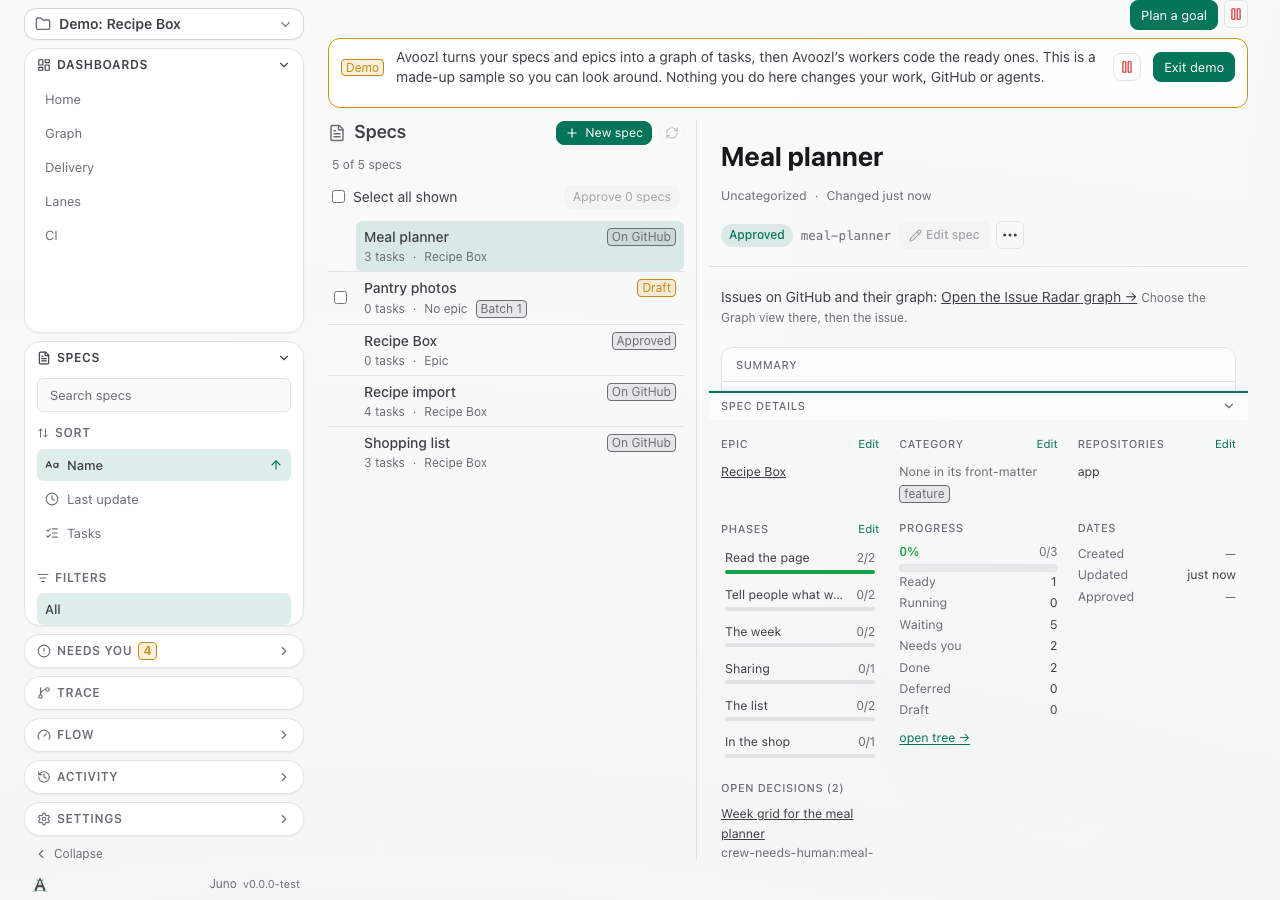 Demo: Recipe Box
DASHBOARDS
Home
Graph
Delivery
Lanes
CI
SPECS
Search specs
SORT
Aa Name
Last update
Tasks
FILTERS
All
NEEDS YOU 4
TRACE
FLOW
ACTIVITY
SETTINGS
Collapse
Juno v0.0.0-test
Plan a goal
Demo
Avoozl turns your specs and epics into a graph of tasks, then Avoozl's workers code the ready ones. This is a
made-up sample so you can look around. Nothing you do here changes your work, GitHub or agents.
Exit demo
Specs
New spec
5 of 5 specs
Select all shown
Approve 0 specs
Meal planner On GitHub
3 tasks · Recipe Box
Pantry photos Draft
0 tasks · No epic Batch 1
Recipe Box Approved
0 tasks · Epic
Recipe import On GitHub
4 tasks · Recipe Box
Shopping list On GitHub
3 tasks · Recipe Box
Meal planner
Uncategorized · Changed just now
Approved meal-planner Edit spec
Issues on GitHub and their graph: Open the Issue Radar graph → Choose the
Graph view there, then the issue.
SUMMARY
SPEC DETAILS
EPIC Edit
Recipe Box
CATEGORY Edit
None in its front-matter
feature
REPOSITORIES Edit
app
PHASES Edit
Read the page 2/2
Tell people what w... 0/2
The week 0/2
Sharing 0/1
The list 0/2
In the shop 0/1
PROGRESS
0% 0/3
Ready 1
Running 0
Waiting 5
Needs you 2
Done 2
Deferred 0
Draft 0
open tree →
DATES
Created —
Updated just now
Approved —
OPEN DECISIONS (2)
Week grid for the meal
planner
crew-needs-human:meal-